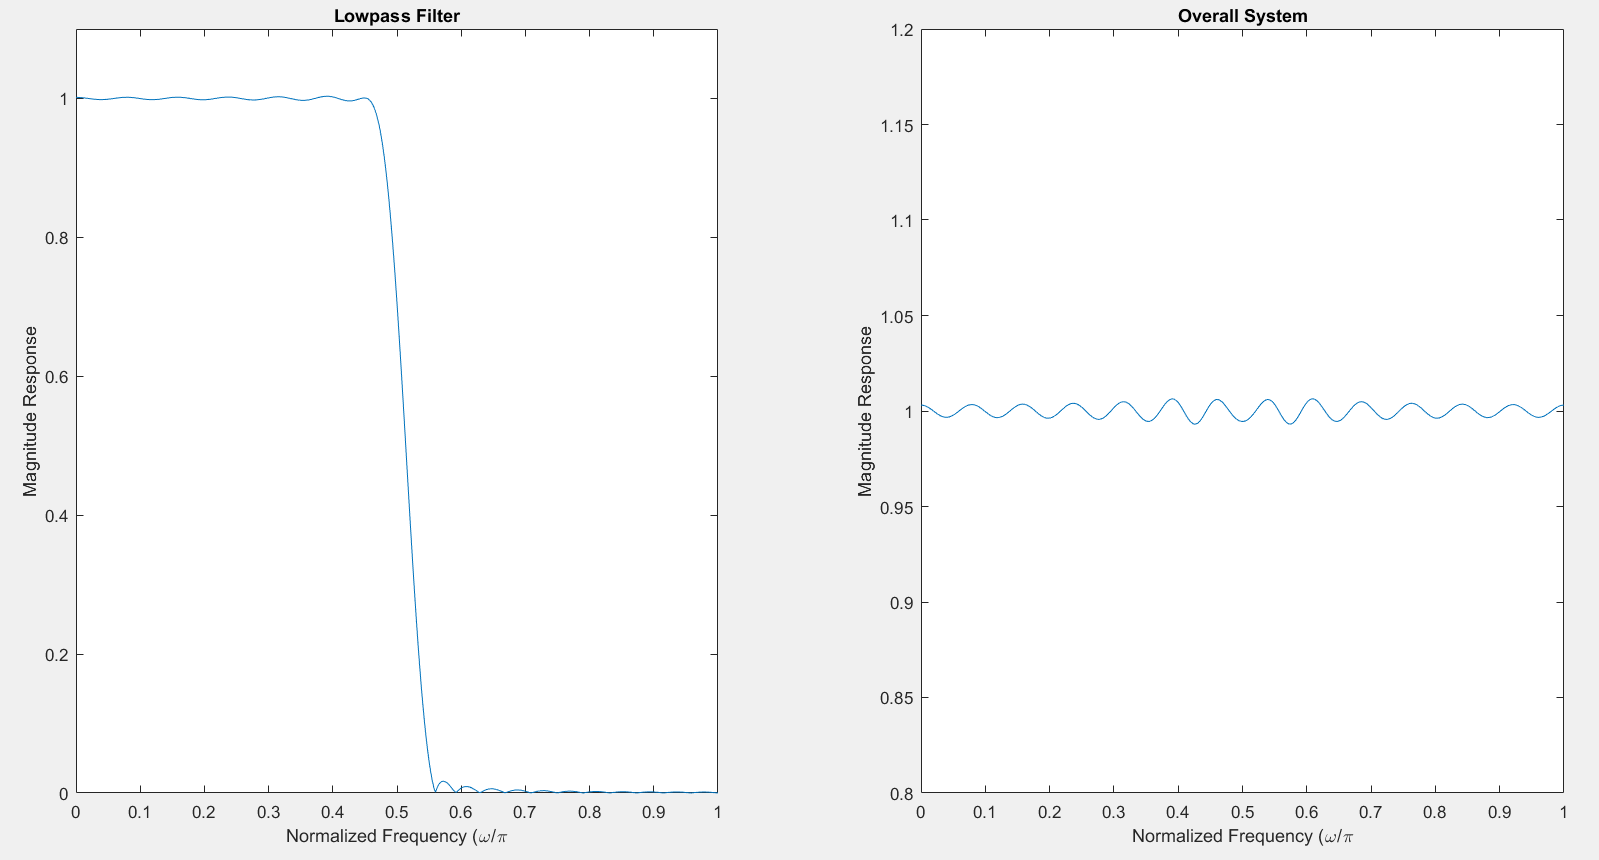 Lowpass Filter
Magnitude Response
1
0.8
0.6
0.4
0.2
0
0 0.1 0.2 0.3 0.4 0.5 0.6 0.7 0.8 0.9 1
Normalized Frequency (ω/π
Overall System
Magnitude Response
1.2
1.15
1.1
1.05
1
0.95
0.9
0.85
0.8
0 0.1 0.2 0.3 0.4 0.5 0.6 0.7 0.8 0.9 1
Normalized Frequency (ω/π